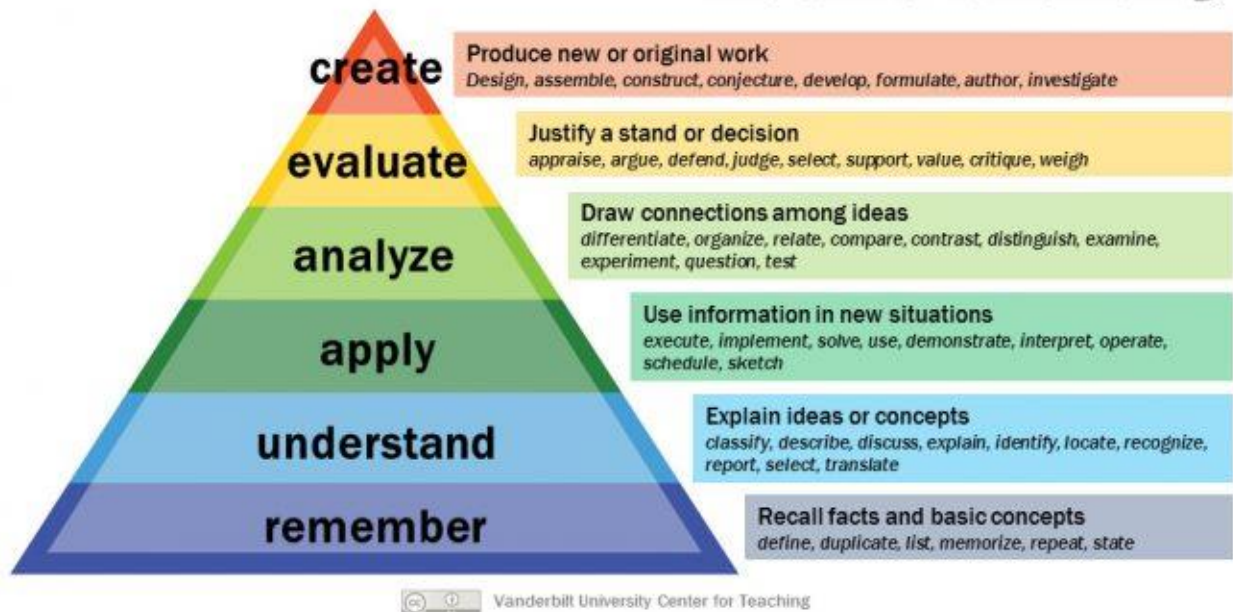 create
Produce new or original work
Design, assemble, construct, conjecture, develop, formulate, author, investigate
evaluate
Justify a stand or decision
appraise, argue, defend, judge, select, support, value, critique, weigh
analyze
Draw connections among ideas
differentiate, organize, relate, compare, contrast, distinguish, examine,
experiment, question, test
apply
Use information in new situations
execute, implement, solve, use, demonstrate, interpret, operate,
schedule, sketch
understand
Explain ideas or concepts
classify, describe, discuss, explain, identify, locate, recognize,
report, select, translate
remember
Recall facts and basic concepts
define, duplicate, list, memorize, repeat, state
cc Vanderbilt University Center for Teaching